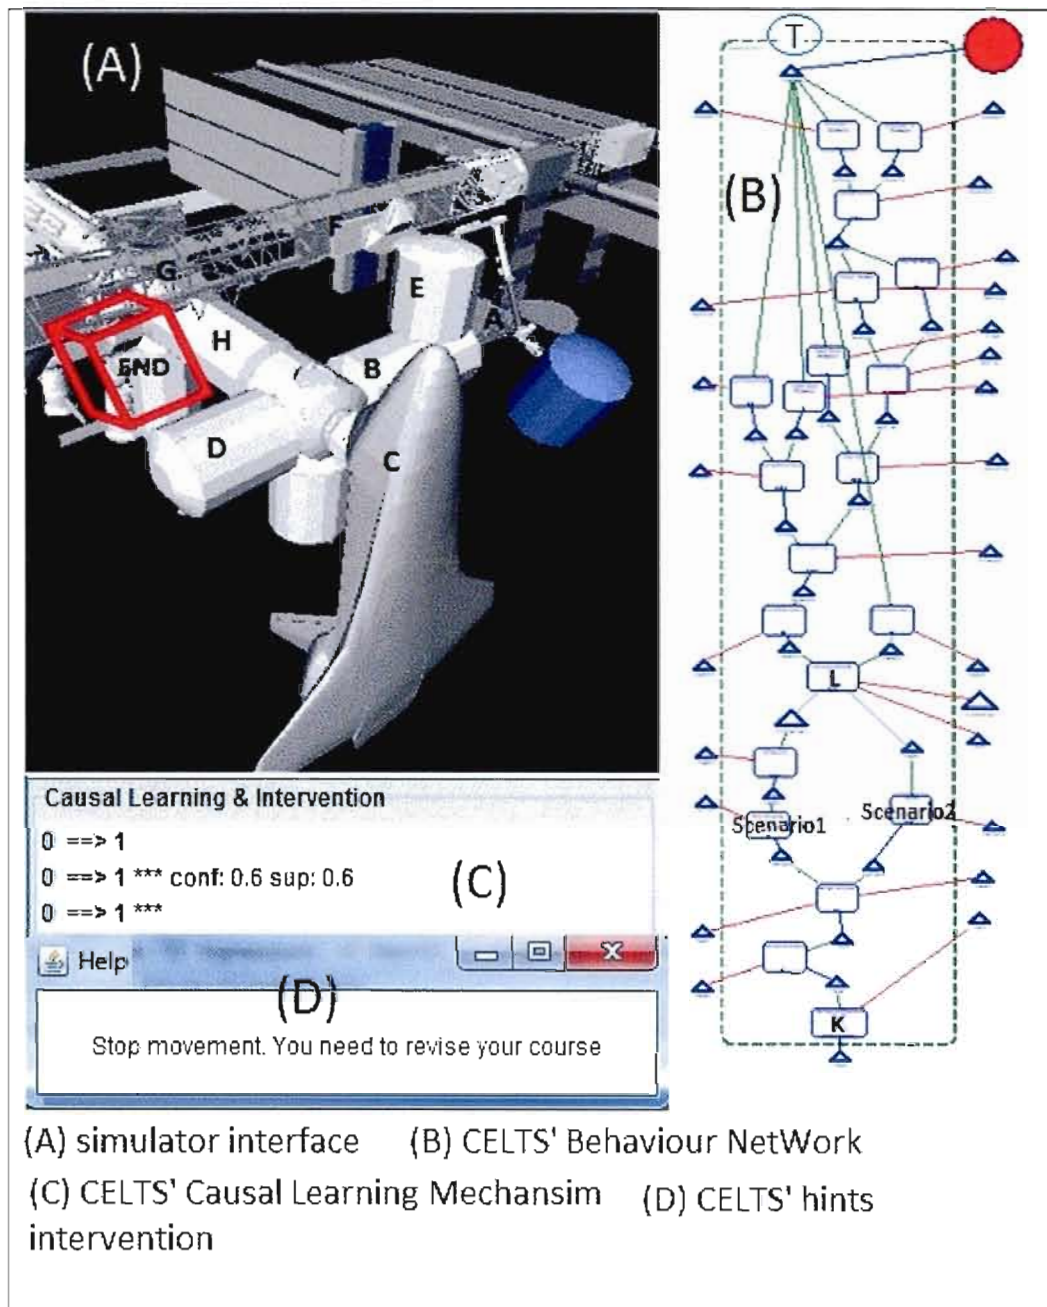 (A)
G
E
A
H
B
END
D
C
T
(B)
L
Scenario1
Scenario2
K
Causal Learning & Intervention
0 ==> 1
0 ==> 1 *** conf: 0.6 sup: 0.6
(C)
0 ==> 1 ***
Help
(D)
Stop movement. You need to revise your course
(A) simulator interface (B) CELTS' Behaviour NetWork
(C) CELTS' Causal Learning Mechansim (D) CELTS' hints
intervention